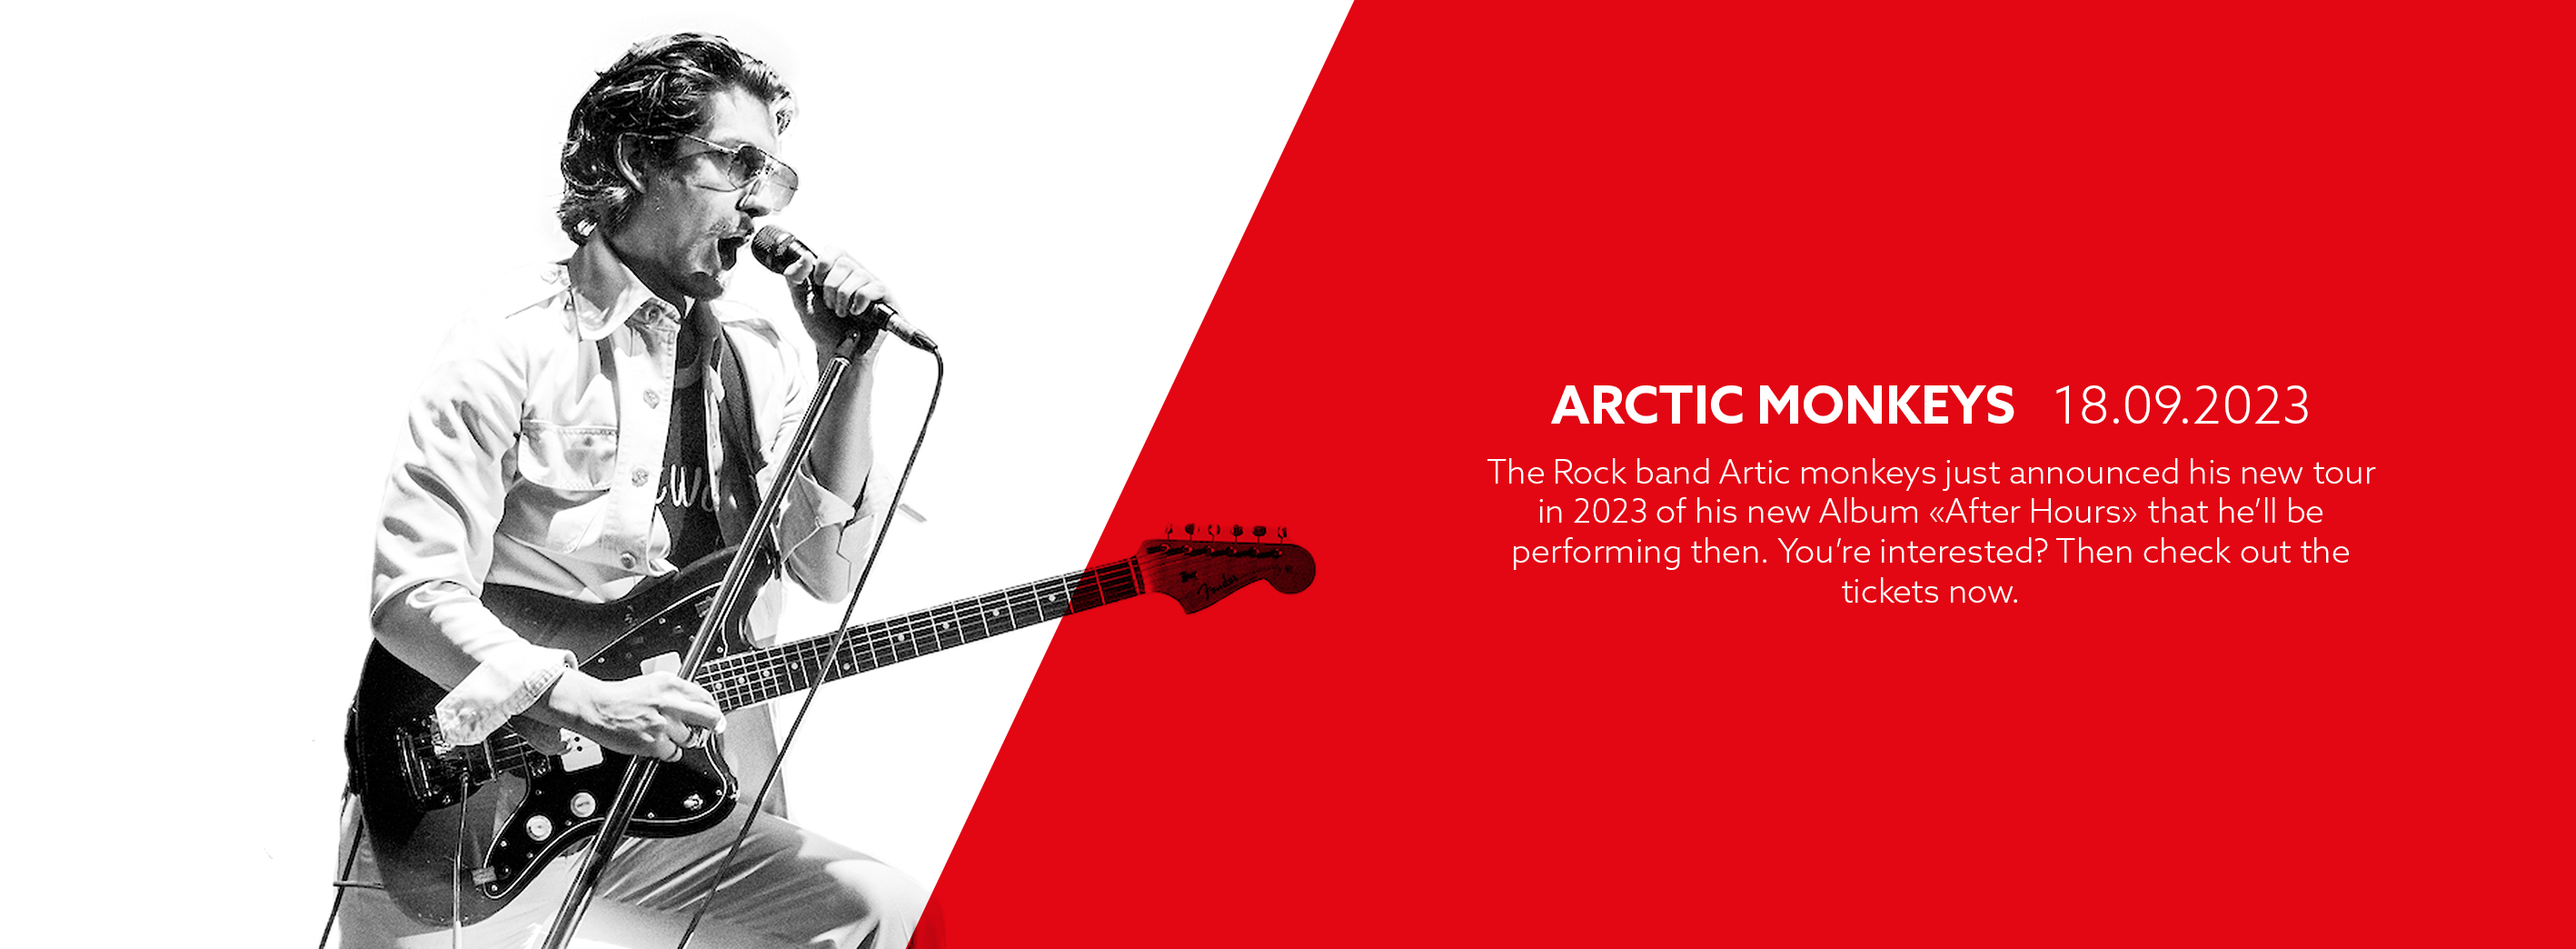 ARCTIC MONKEYS 18.09.2023
The Rock band Artic monkeys just announced his new tour
in 2023 of his new Album «After Hours» that he’ll be
performing then. You’re interested? Then check out the
tickets now.
Fender